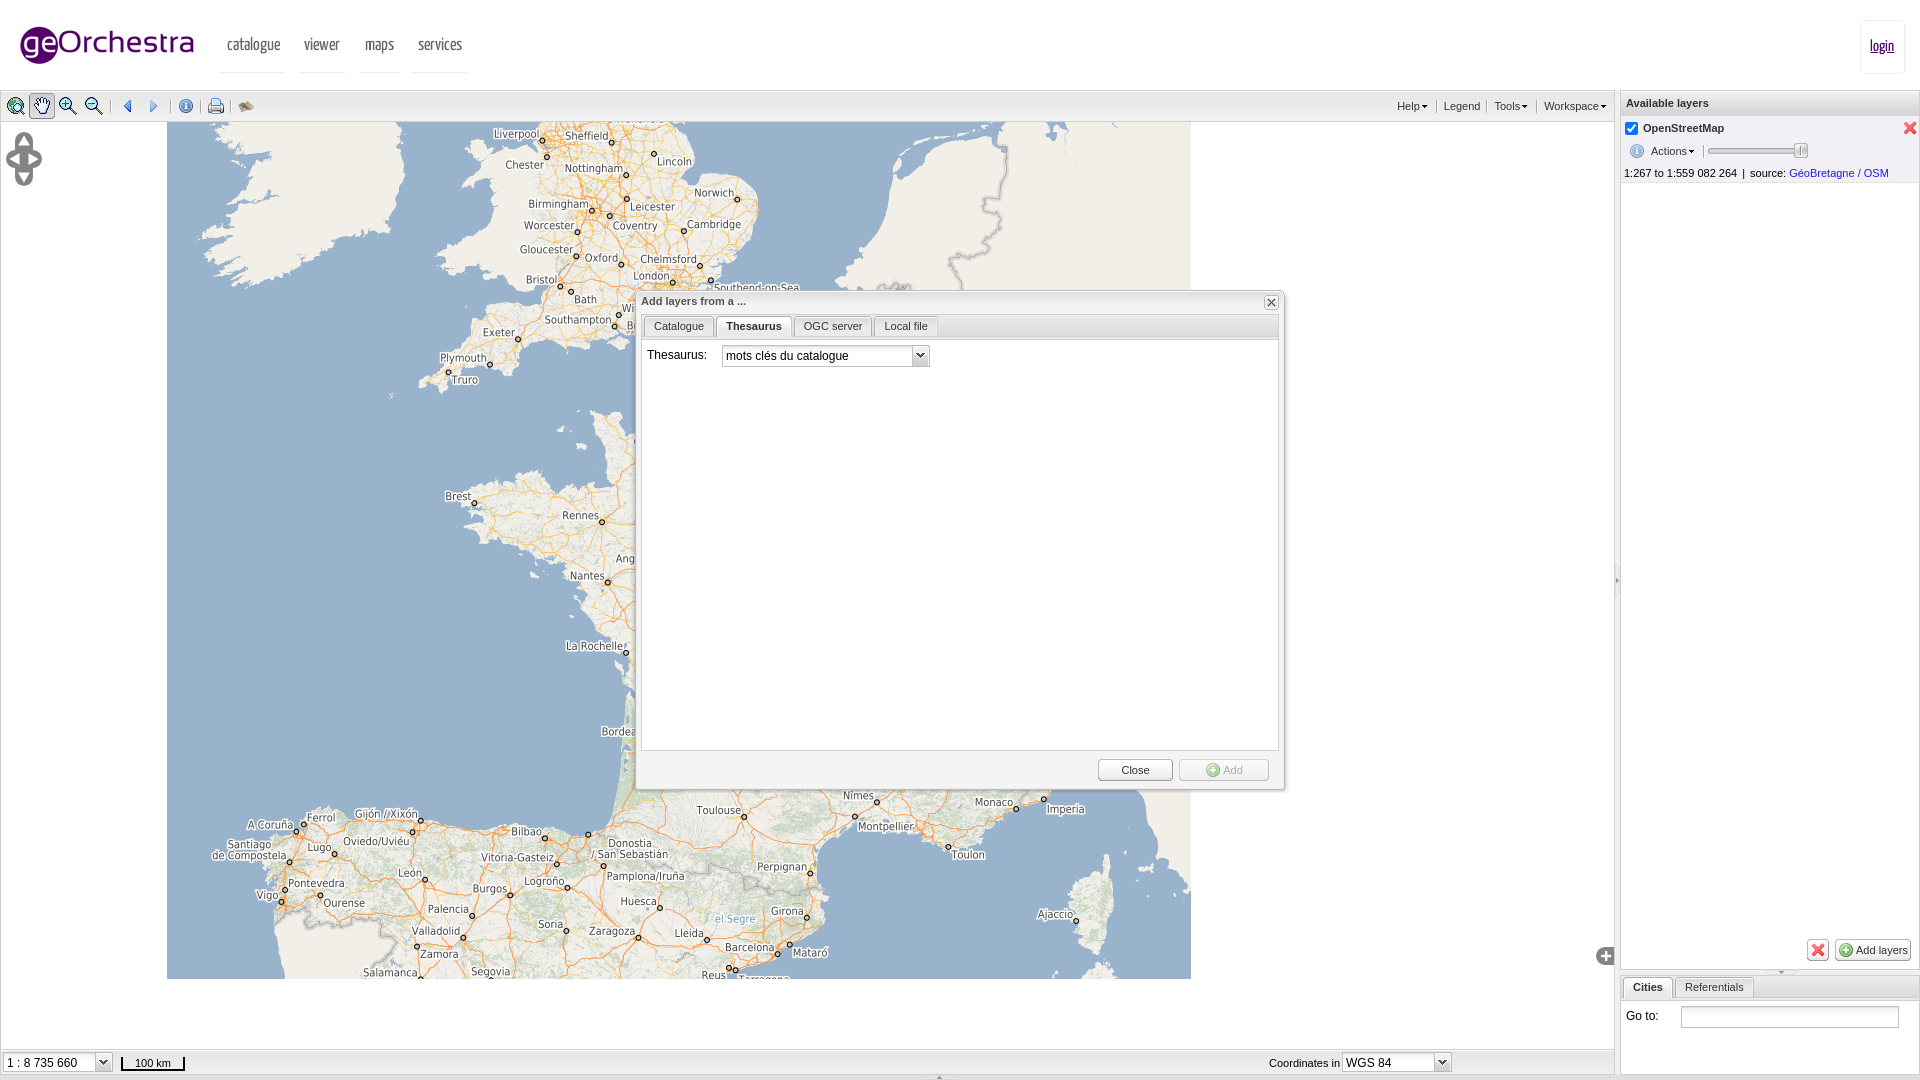 geOrchestra
catalogue
viewer
maps
services
login
Help
Legend
Tools
Workspace
Available layers
OpenStreetMap
Actions
1:267 to 1:559 082 264 | source: GéoBretagne / OSM
Liverpool
Sheffield
Chester
Lincoln
Nottingham
Norwich
Birmingham
Leicester
Worcester
Coventry
Cambridge
Gloucester
Oxford
Chelmsford
London
Bristol
Southend-on-Sea
Bath
Southampton
Exeter
Plymouth
Truro
Add layers from a ...
Catalogue
Thesaurus
OGC server
Local file
Thesaurus:
mots clés du catalogue
Brest
Rennes
Ang
Nantes
La Rochelle
Bordea
Close
Add
Nîmes
Monaco
Toulouse
Imperia
Montpellier
A Coruña
Ferrol
Gijón /Xixón
Bilbao
Santiago
de Compostela
Lugo
Oviedo/Uviéu
Donostia
/ San Sebastián
Toulon
Vitoria-Gasteiz
Perpignan
León
Logroño
Pamplona/Iruña
Pontevedra
Vigo
Ourense
Burgos
Huesca
Palencia
Girona
Ajaccio
el Segre
Soria
Valladolid
Zaragoza
Lleida
Zamora
Barcelona
Mataró
Salamanca
Segovia
Reus
Tarragona
Add layers
Cities
Referentials
Go to:
1 : 8 735 660
100 km
Coordinates in
WGS 84